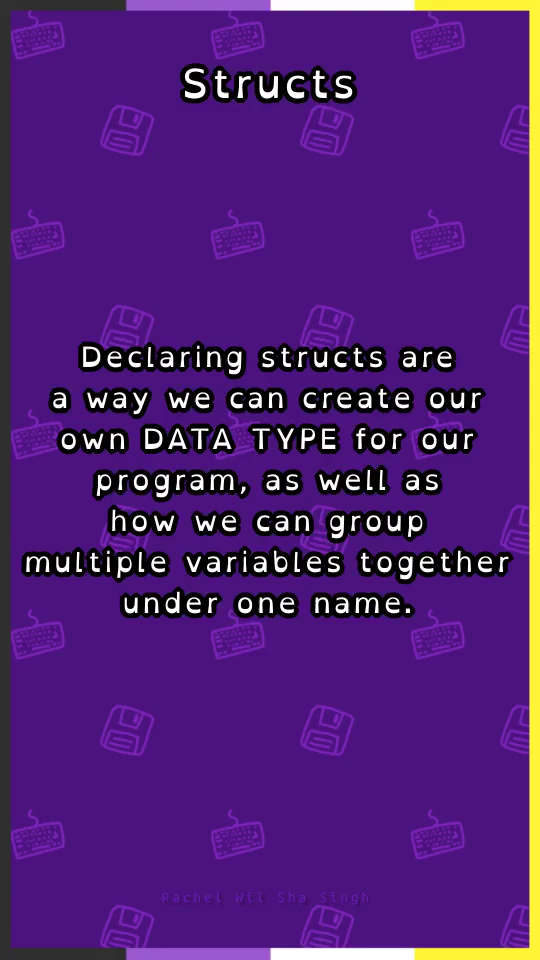 Structs
Declaring structs are
a way we can create our
own DATA TYPE for our
program, as well as
how we can group
multiple variables together
under one name.
Rachel Wil Sha Singh